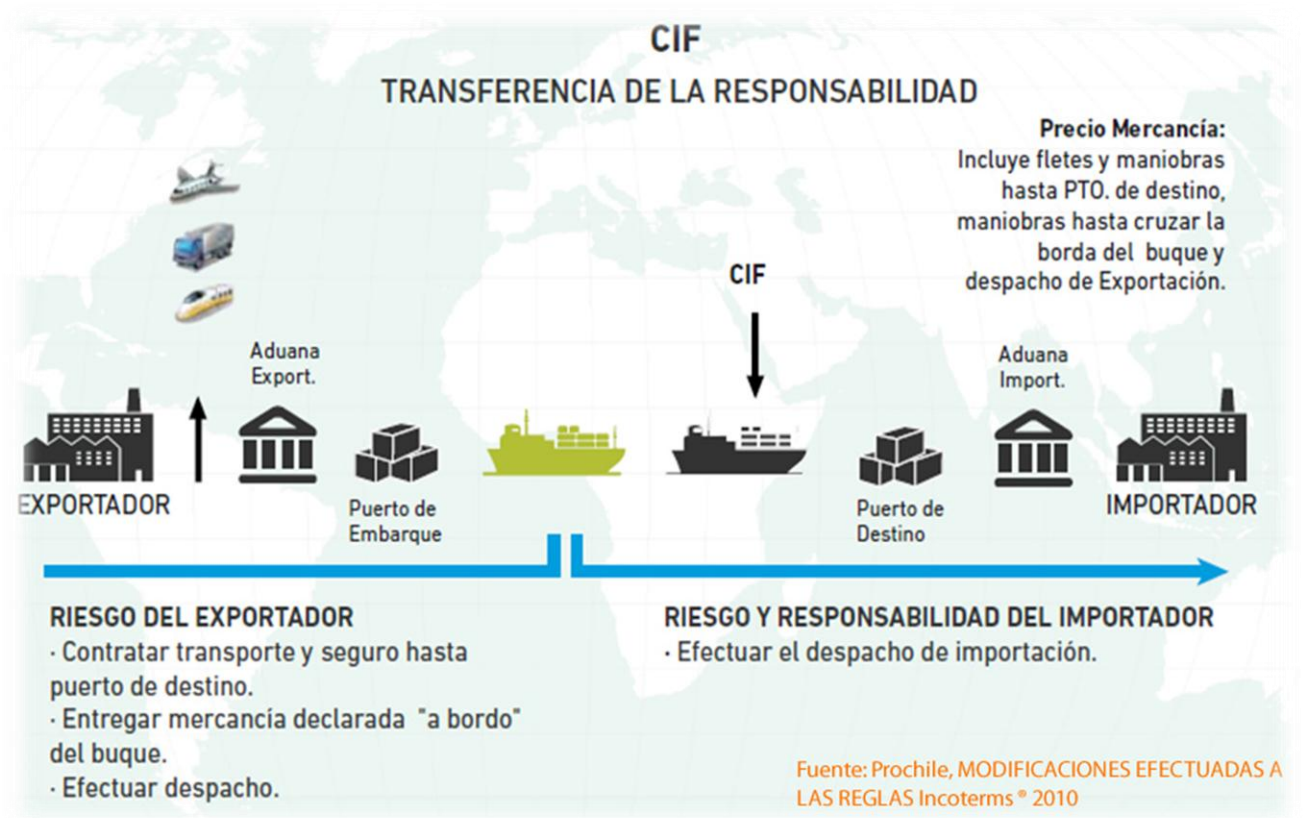 CIF
TRANSFERENCIA DE LA RESPONSABILIDAD
Precio Mercancía:
Incluye fletes y maniobras
hasta PTO. de destino,
maniobras hasta cruzar la
borda del buque y
despacho de Exportación.
CIF
Aduana
Export.
Aduana
Import.
EXPORTADOR
Puerto de
Embarque
Puerto de
Destino
IMPORTADOR
RIESGO DEL EXPORTADOR
· Contratar transporte y seguro hasta
puerto de destino.
· Entregar mercancía declarada "a bordo"
del buque.
· Efectuar despacho.
RIESGO Y RESPONSABILIDAD DEL IMPORTADOR
· Efectuar el despacho de importación.
Fuente: Prochile, MODIFICACIONES EFECTUADAS A
LAS REGLAS Incoterms ® 2010